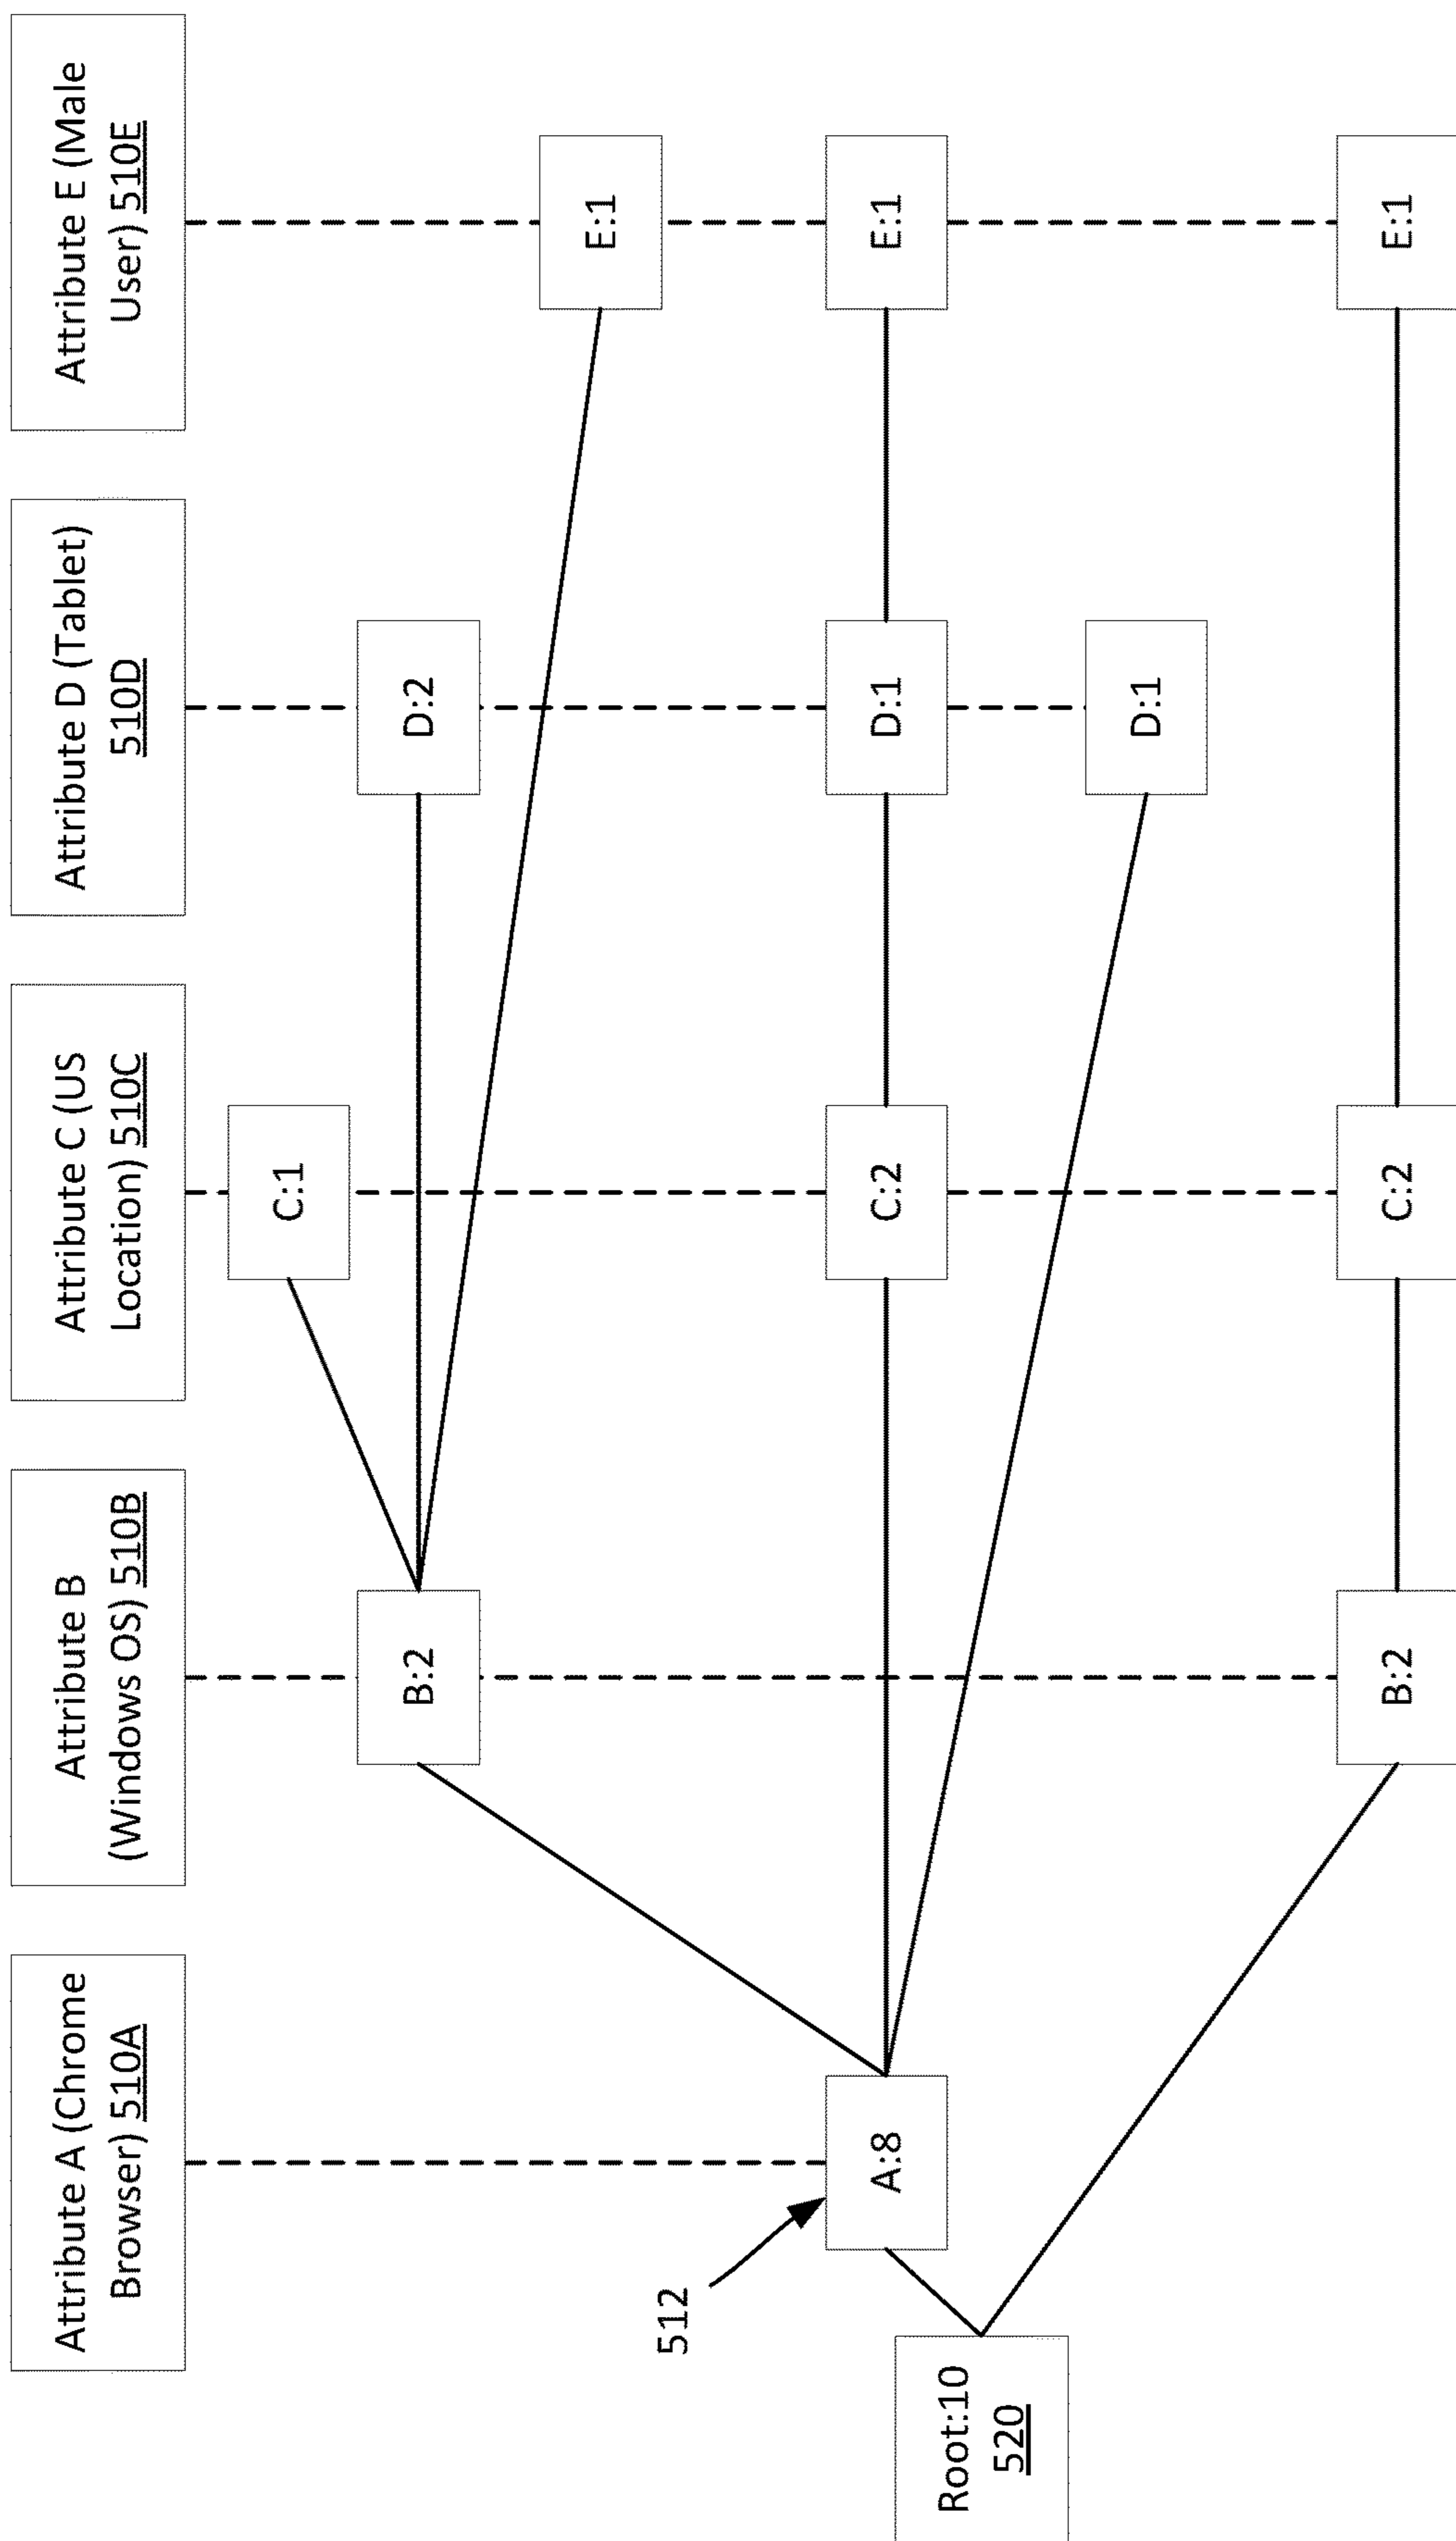 Attribute A (Chrome
Browser) 510A
Attribute B
(Windows OS) 510B
Attribute C (US
Location) 510C
Attribute D (Tablet)
510D
Attribute E (Male
User) 510E
C:1
B:2
D:2
E:1
512
A:8
C:2
D:1
E:1
Root:10
520
D:1
B:2
C:2
E:1